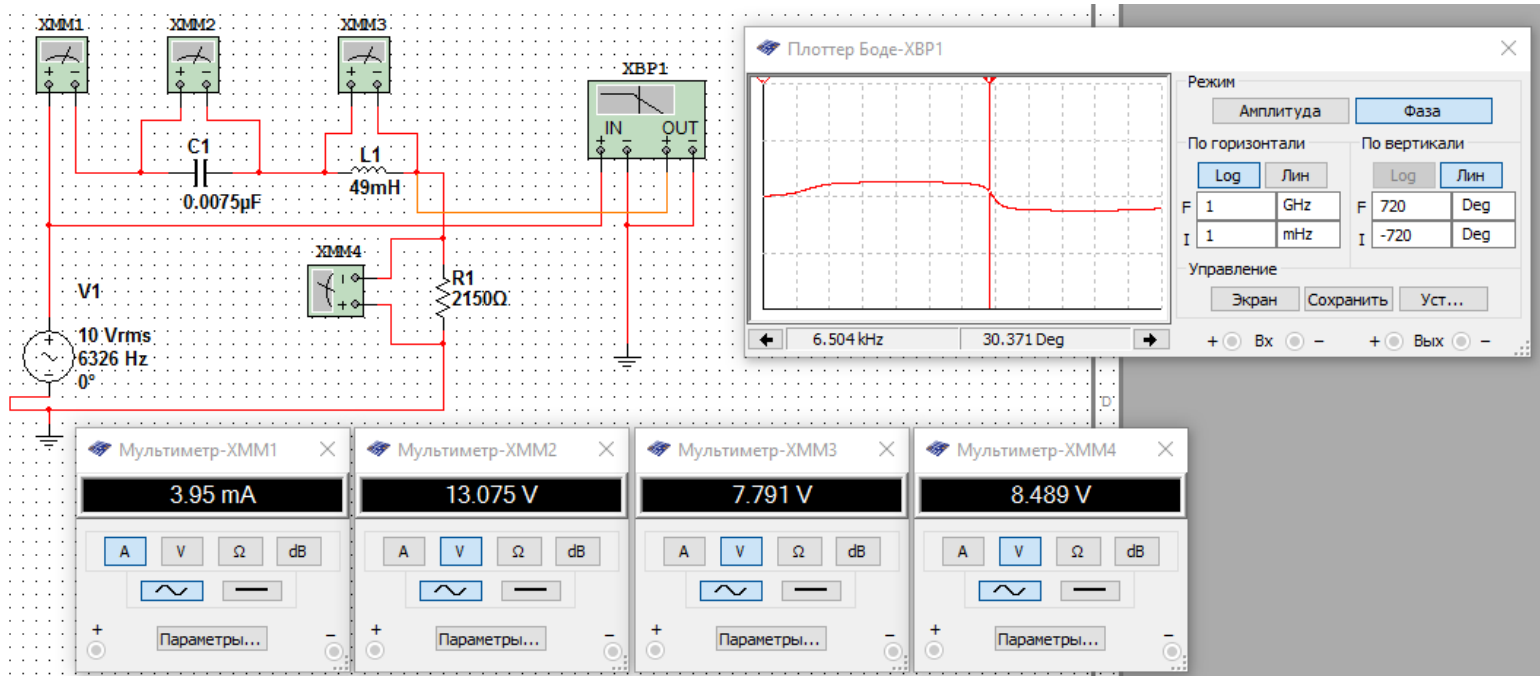 XMM1
XMM2
XMM3
XBP1
IN OUT
C1
0.0075µF
L1
49mH
XMM4
R1
2150Ω
V1
10 Vrms
6326 Hz
0°
D
Плоттер Боде-XBP1
Режим
Амплитуда Фаза
По горизонтали По вертикали
Log Лин Log Лин
F 1 GHz F 720 Deg
I 1 mHz I -720 Deg
Управление
Экран Сохранить Уст...
6.504 kHz 30.371 Deg
+ Вх − + Вых −
Мультиметр-XMM1
3.95 mA
A V Ω dB
+ Параметры... −
Мультиметр-XMM2
13.075 V
A V Ω dB
+ Параметры... −
Мультиметр-XMM3
7.791 V
A V Ω dB
+ Параметры... −
Мультиметр-XMM4
8.489 V
A V Ω dB
+ Параметры... −